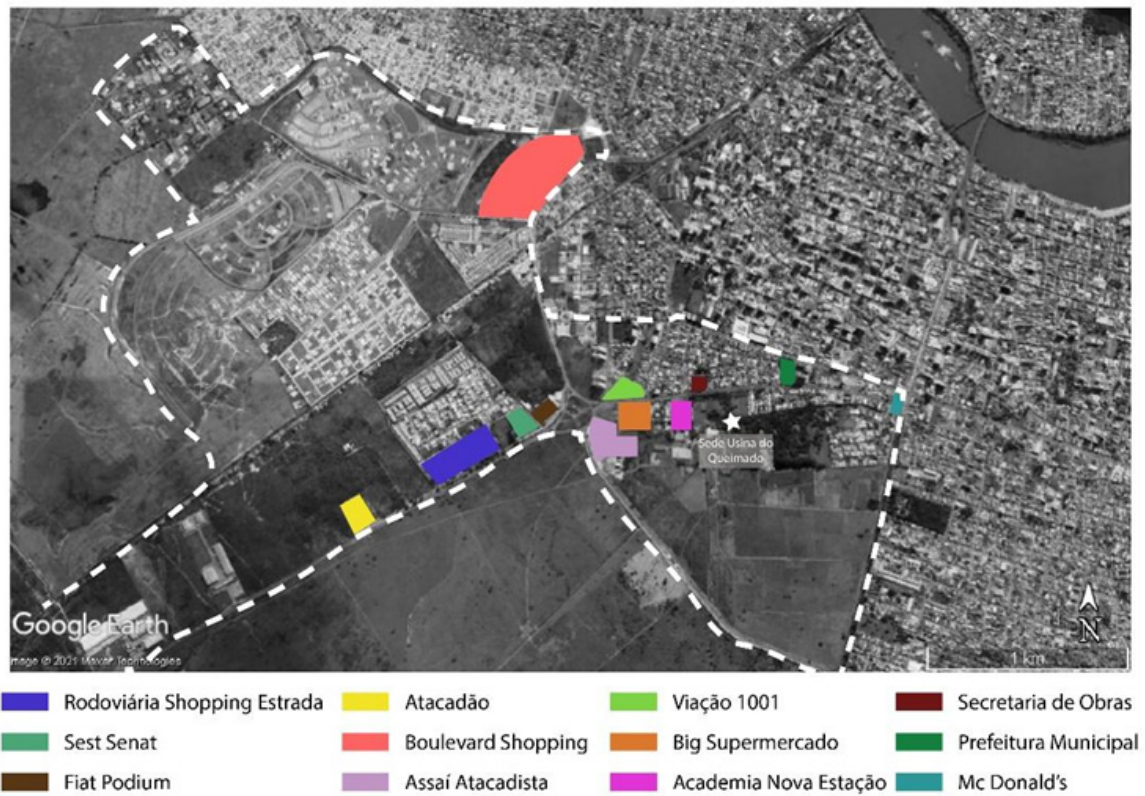 Sede Usina do
Queimado
Google Earth
Image © 2021 Maxar Technologies
N
1 km
Rodoviária Shopping Estrada
Atacadão
Viação 1001
Secretaria de Obras
Sest Senat
Boulevard Shopping
Big Supermercado
Prefeitura Municipal
Fiat Podium
Assaí Atacadista
Academia Nova Estação
Mc Donald's